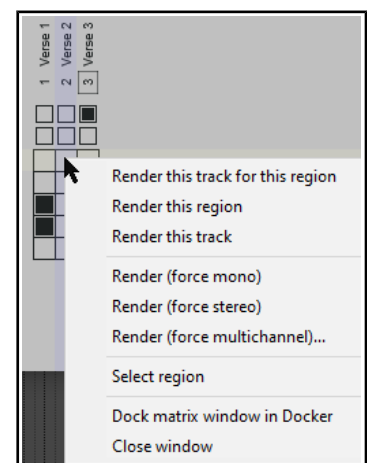 1 Verse 1
2 Verse 2
3 Verse 3
Render this track for this region
Render this region
Render this track
Render (force mono)
Render (force stereo)
Render (force multichannel)...
Select region
Dock matrix window in Docker
Close window